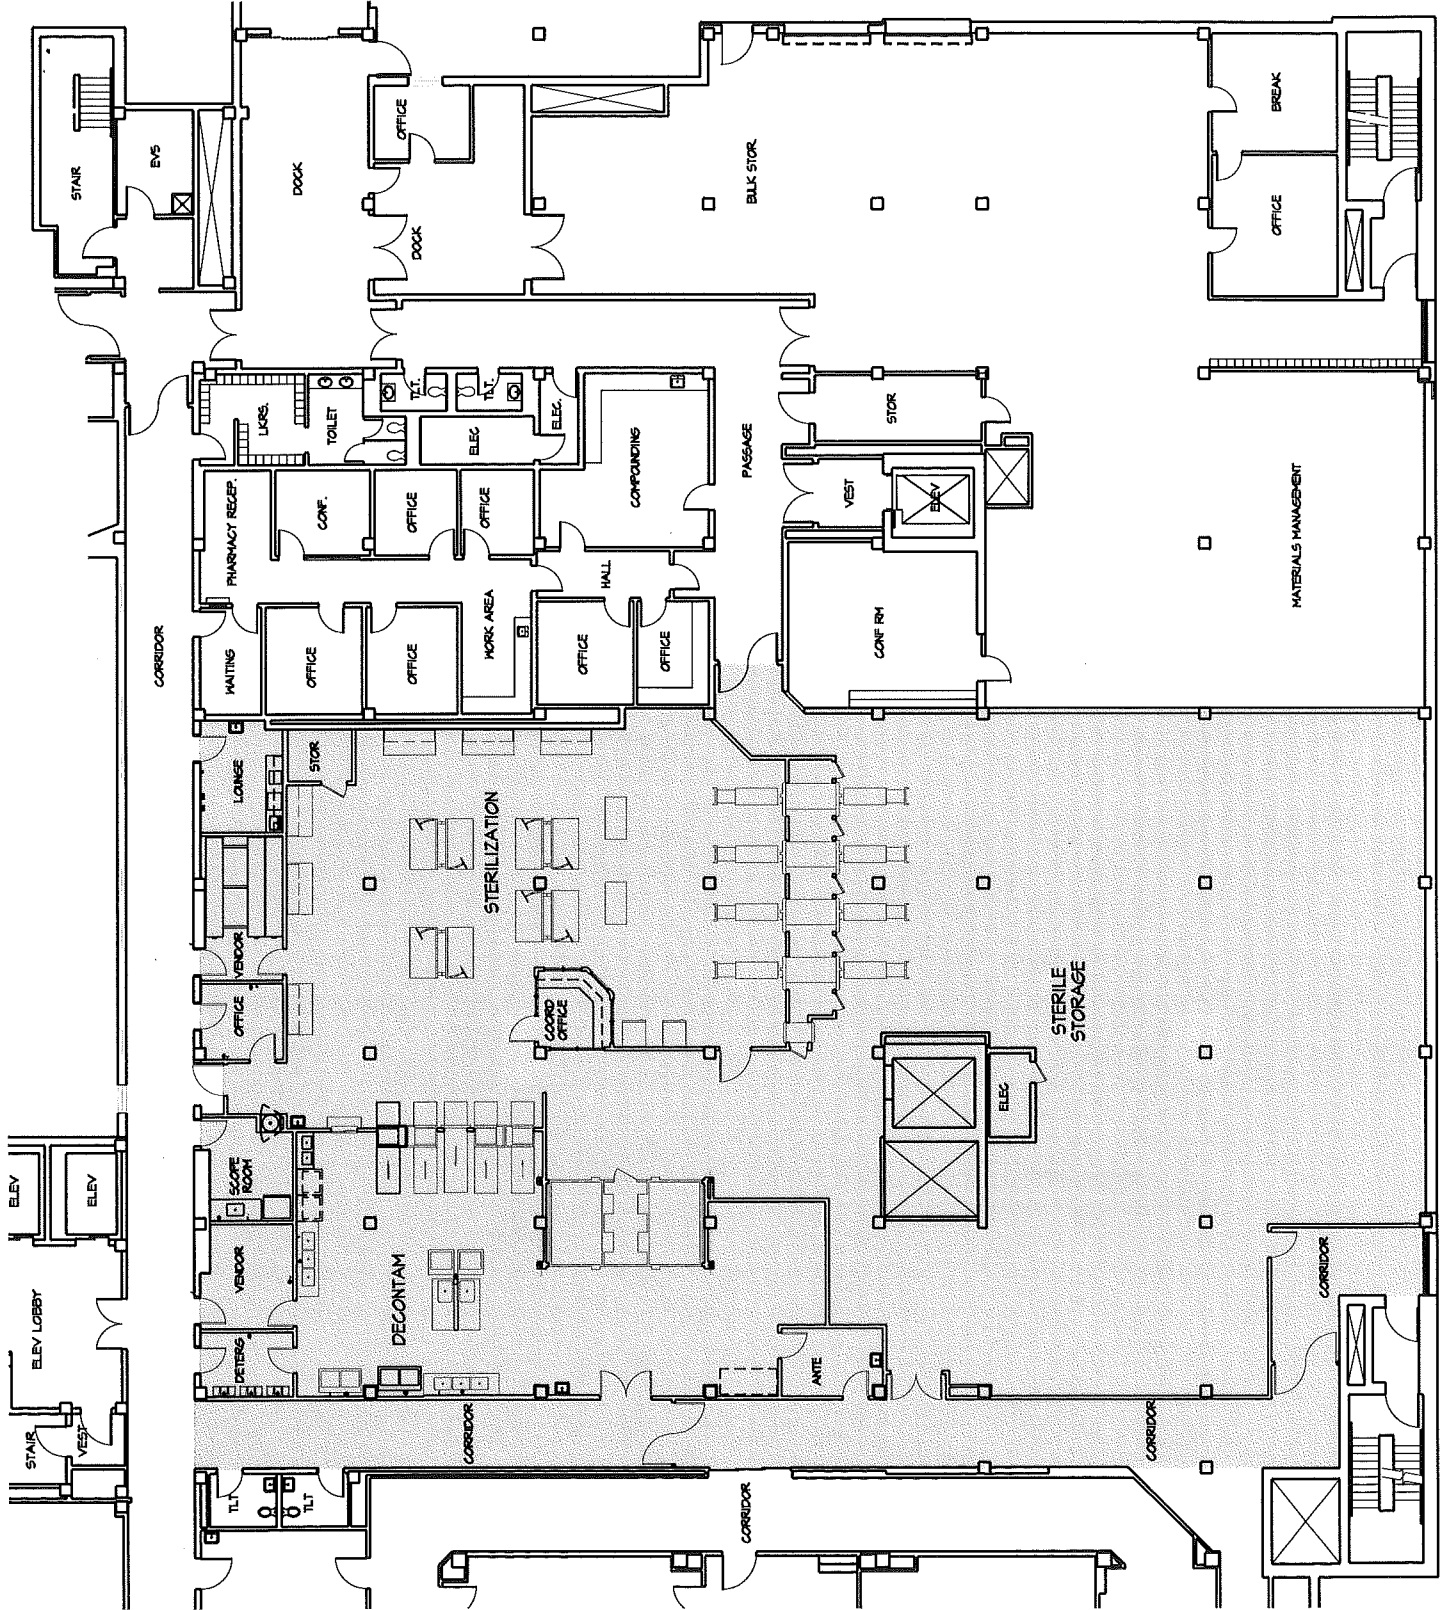 STAIR
EVS
DOCK
OFFICE
DOCK
BULK STOR.
BREAK
OFFICE
LKRS.
TOILET
TLT.
TLT.
ELEC
ELEC.
COMPOUNDING
PASSAGE
STOR
VEST
ELEV
MATERIALS MANAGEMENT
PHARMACY RECEP.
CONF.
OFFICE
OFFICE
HALL
CORRIDOR
WAITING
OFFICE
OFFICE
WORK AREA
OFFICE
OFFICE
CONF RM
LOUNGE
STOR
STERILIZATION
VENDOR
OFFICE
COORD
OFFICE
STERILE
STORAGE
ELEC
ELEV
ELEV
SCOPE
ROOM
VENDOR
DECONTAM
DETERG
ELEV LOBBY
ANTE
CORRIDOR
STAIR
VEST
CORRIDOR
CORRIDOR
TLT
TLT
CORRIDOR